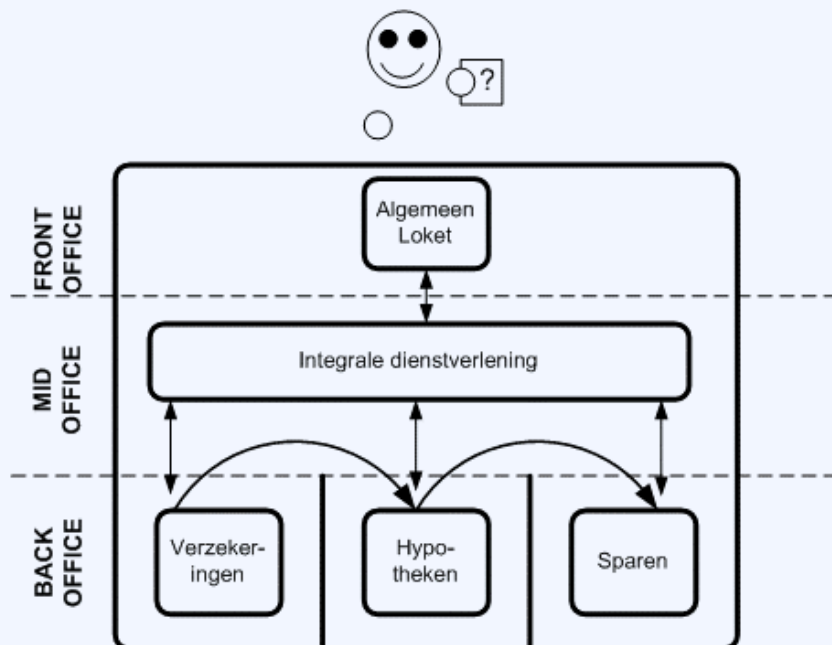 ?
Algemeen
Loket
FRONT
OFFICE
Integrale dienstverlening
MID
OFFICE
Verzeker-
ingen
Hypo-
theken
Sparen
BACK
OFFICE